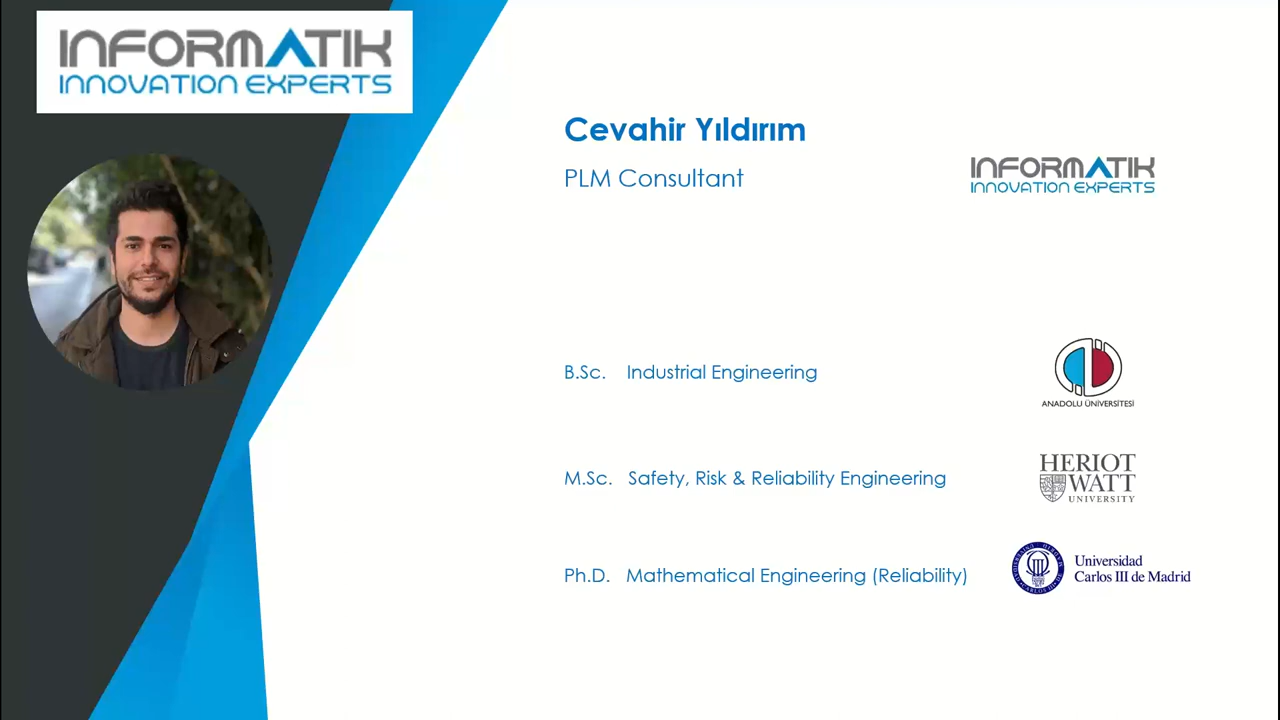 INFORMATIK
INNOVATION EXPERTS
Cevahir Yıldırım
PLM Consultant
INFORMATIK
INNOVATION EXPERTS
B.Sc. Industrial Engineering
ANADOLU ÜNİVERSİTESİ
M.Sc. Safety, Risk & Reliability Engineering
HERIOT
WATT
UNIVERSITY
Ph.D. Mathematical Engineering (Reliability)
Universidad
Carlos III de Madrid